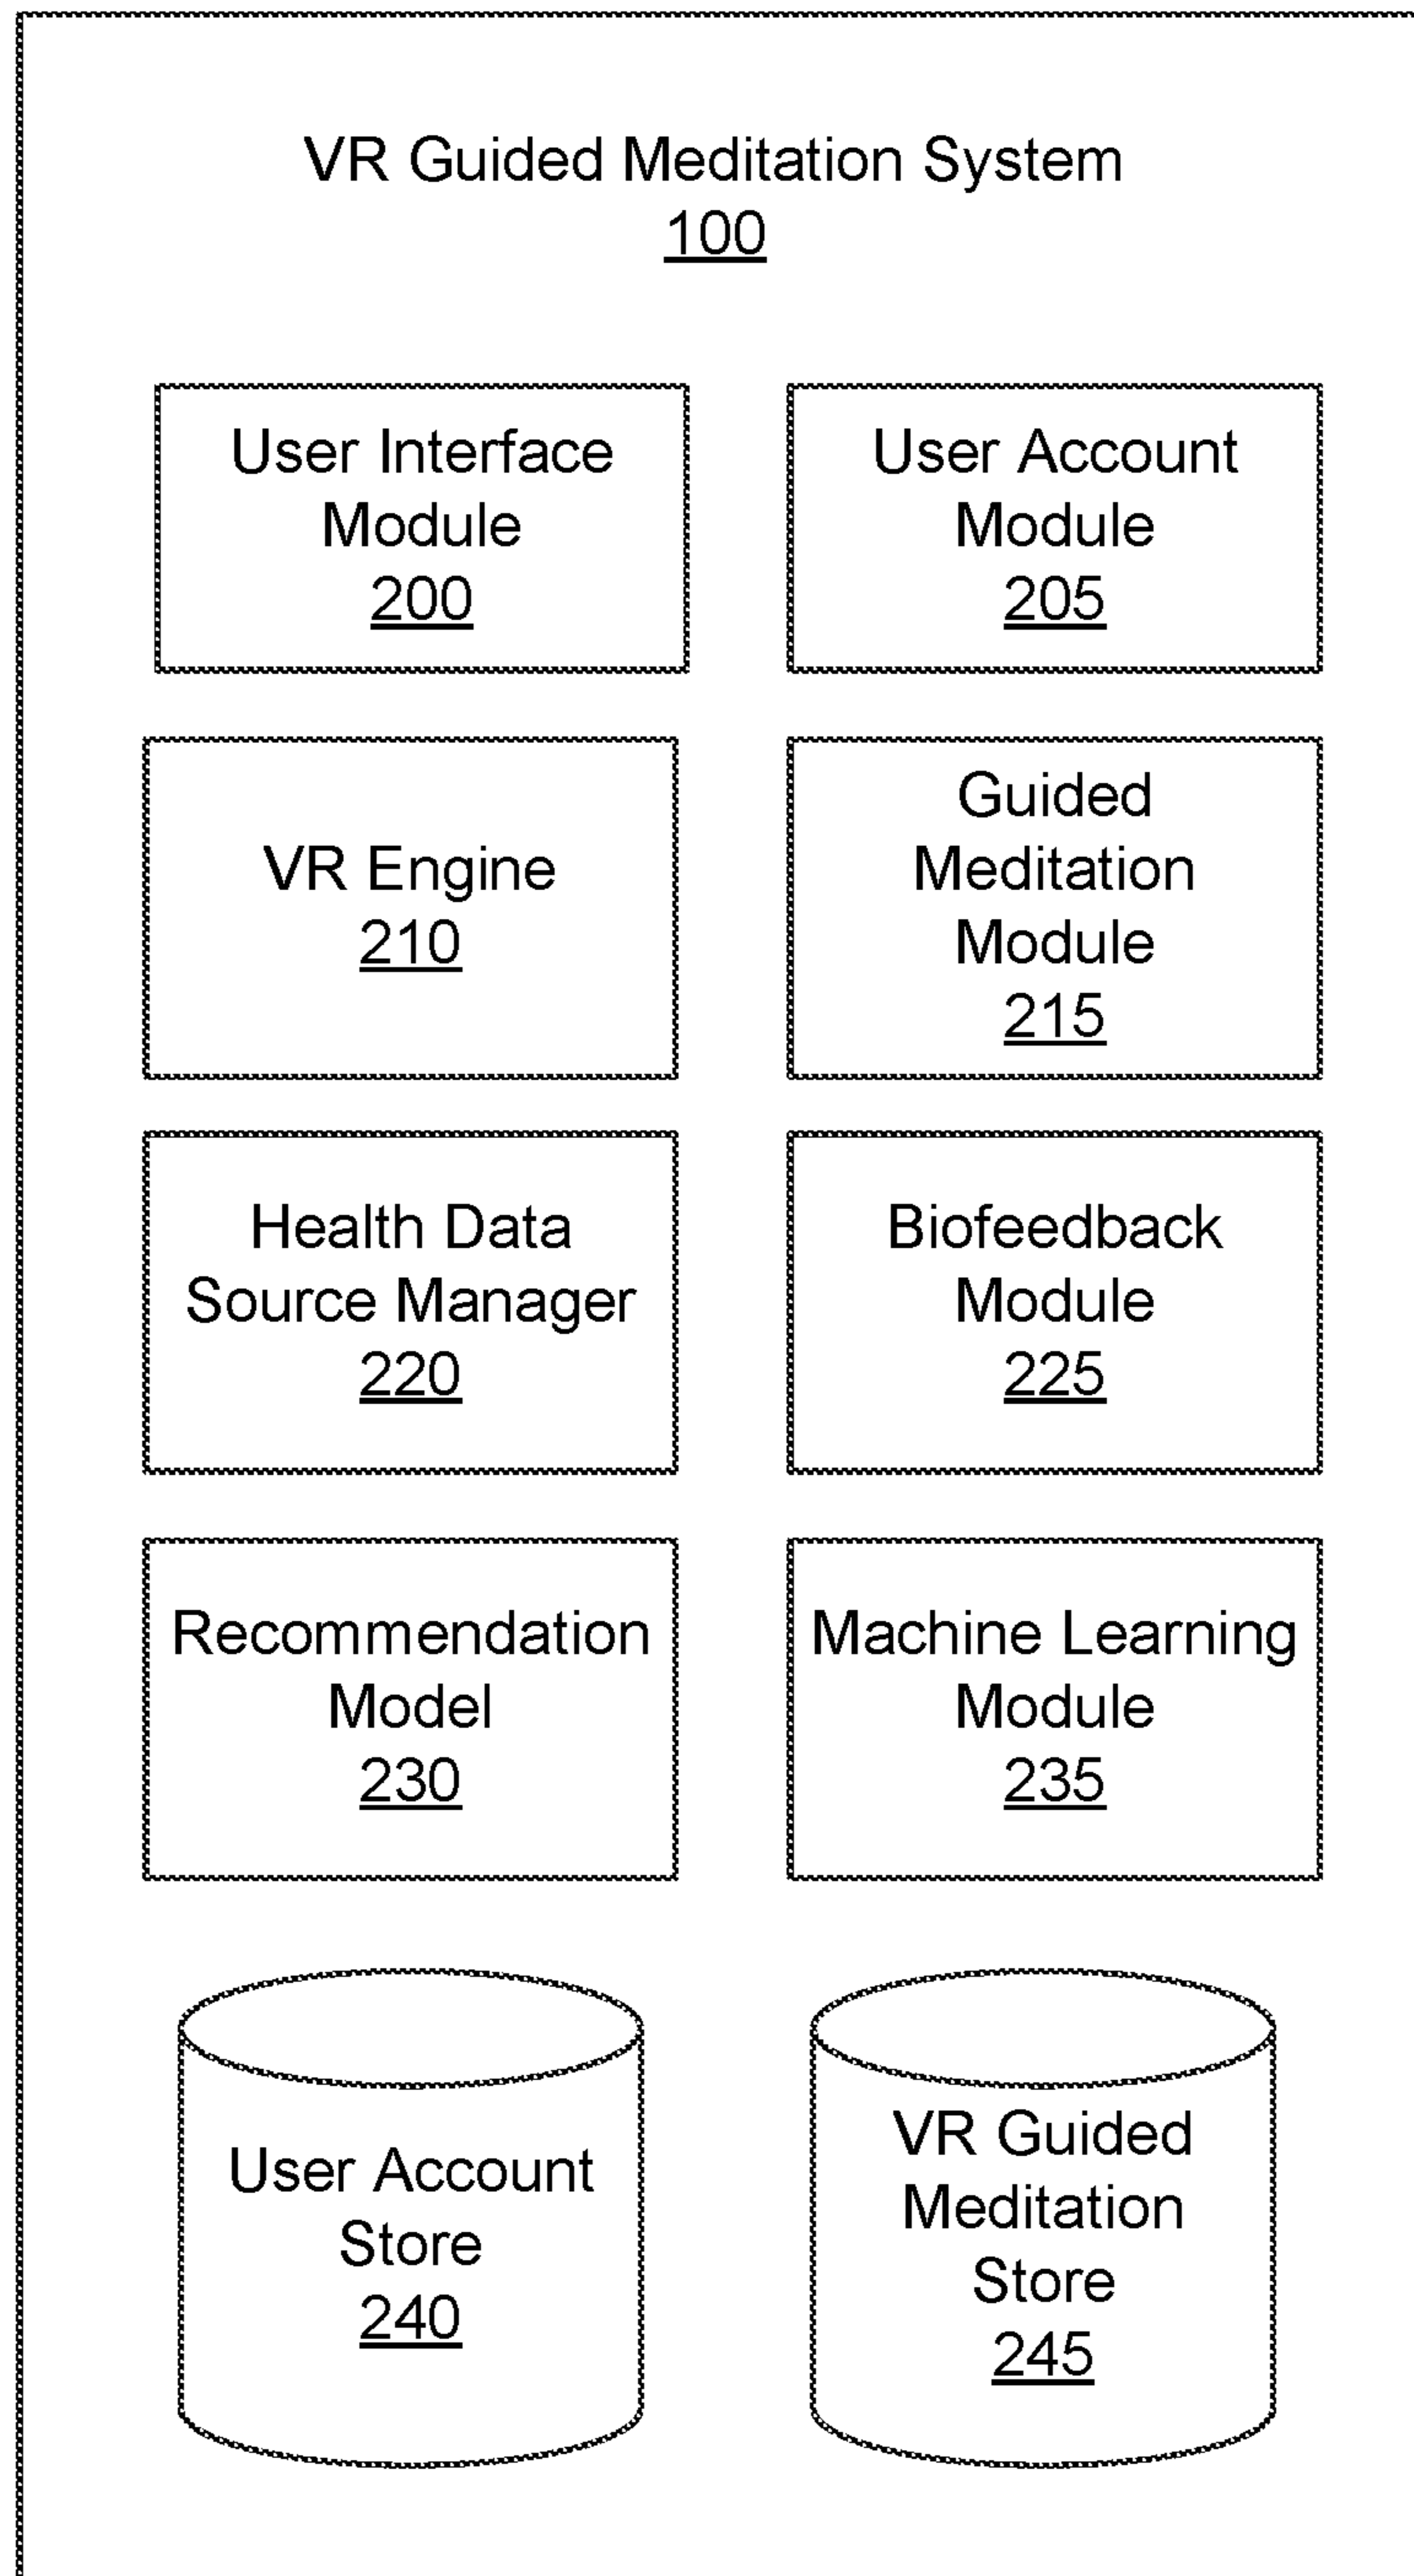 VR Guided Meditation System
100
User Interface
Module
200
User Account
Module
205
VR Engine
210
Guided
Meditation
Module
215
Health Data
Source Manager
220
Biofeedback
Module
225
Recommendation
Model
230
Machine Learning
Module
235
User Account
Store
240
VR Guided
Meditation
Store
245